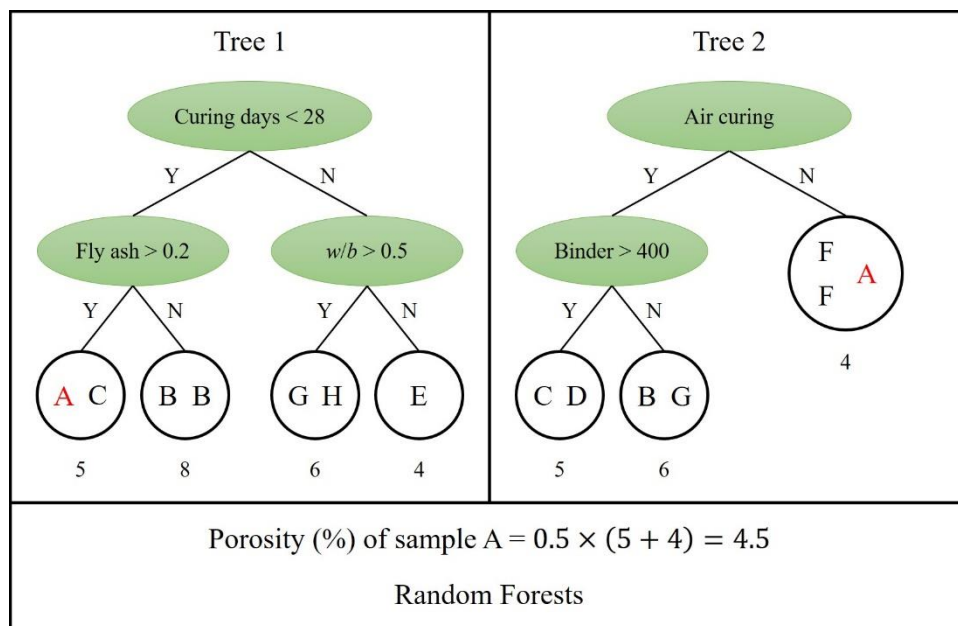 Tree 1
Curing days < 28
Y
N
Fly ash > 0.2
w/b > 0.5
Y
N
Y
N
A C
B B
G H
E
5
8
6
4
Tree 2
Air curing
Y
N
Binder > 400
F
A
F
Y
N
4
C D
B G
5
6
Porosity (%) of sample A = 0.5 × (5 + 4) = 4.5
Random Forests